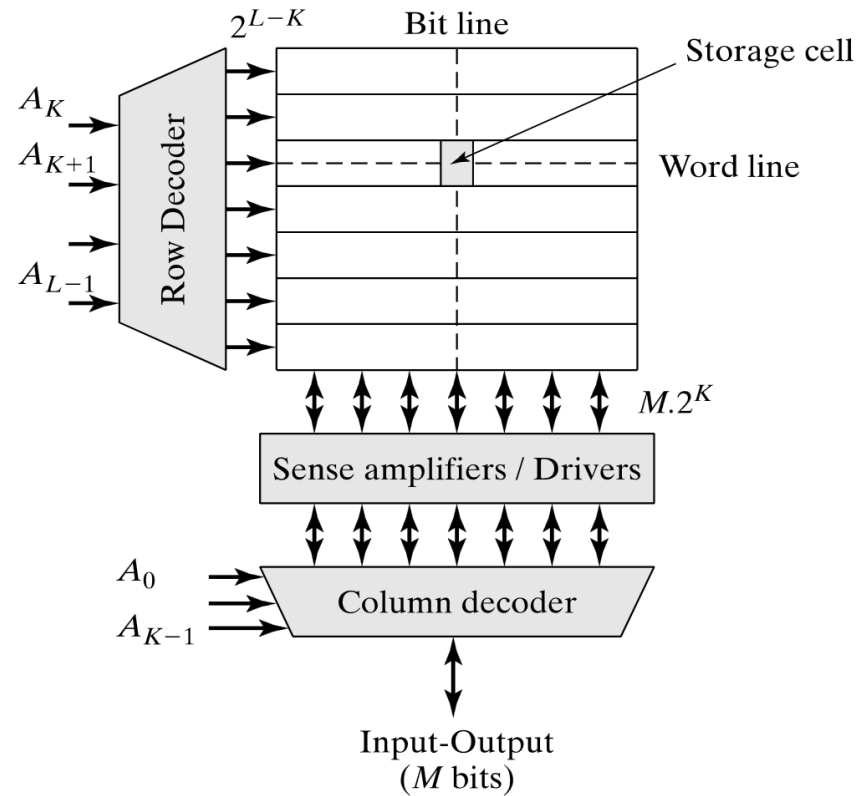 2^{L−K}
Bit line
Storage cell
A_K
A_{K+1}
A_{L−1}
Row Decoder
Word line
M.2^K
Sense amplifiers / Drivers
A_0
A_{K−1}
Column decoder
Input-Output
(M bits)